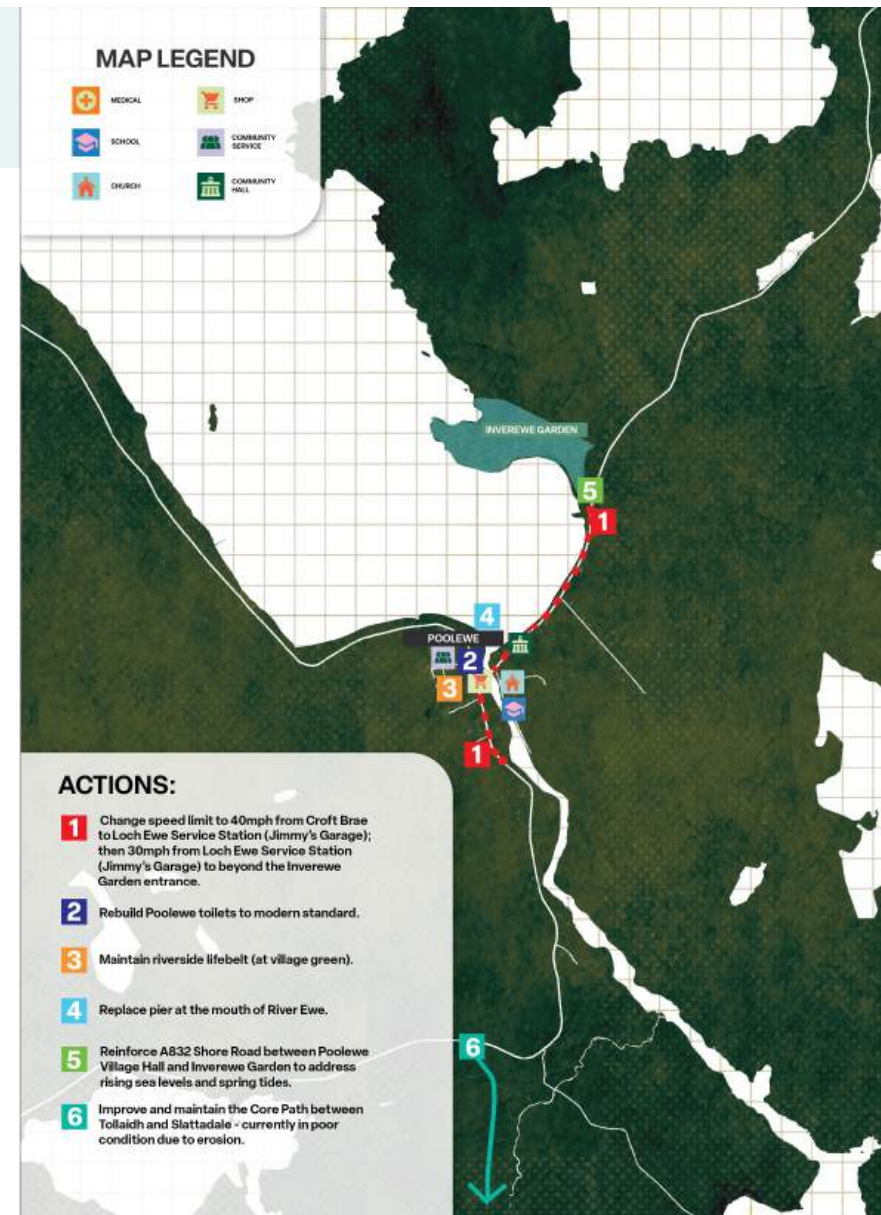 MAP LEGEND
MEDICAL
SHOP
SCHOOL
COMMUNITY
SERVICE
CHURCH
COMMUNITY
HALL
INVEREWE GARDEN
5
1
4
POOLEWE
2
3
1
ACTIONS:
1
Change speed limit to 40mph from Croft Brae
to Loch Ewe Service Station (Jimmy's Garage);
then 30mph from Loch Ewe Service Station
(Jimmy's Garage) to beyond the Inverewe
Garden entrance.
2
Rebuild Poolewe toilets to modern standard.
3
Maintain riverside lifebelt (at village green).
4
Replace pier at the mouth of River Ewe.
5
Reinforce A832 Shore Road between Poolewe
Village Hall and Inverewe Garden to address
rising sea levels and spring tides.
6
Improve and maintain the Core Path between
Tollaidh and Slattadale - currently in poor
condition due to erosion.
6